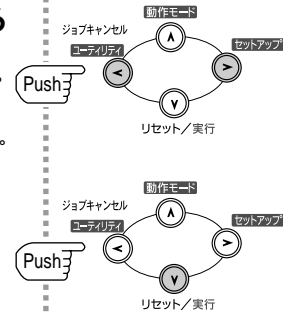 る
動作モード
ジョブキャンセル
ユーティリティ
セットアップ
Push
リセット／実行
。
動作モード
ジョブキャンセル
ユーティリティ
セットアップ
Push
リセット／実行